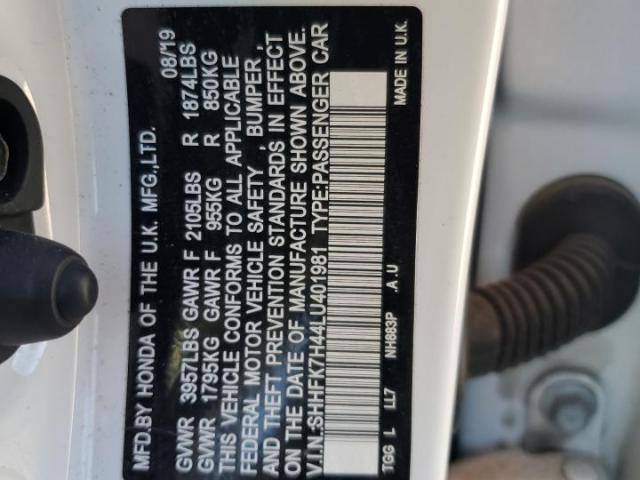 MFD.BY HONDA OF THE U.K. MFG.,LTD. 08/19
GVWR 3957LBS GAWR F 2105LBS R 1874LBS
GVWR 1795KG GAWR F 955KG R 850KG
THIS VEHICLE CONFORMS TO ALL APPLICABLE
FEDERAL MOTOR VEHICLE SAFETY , BUMPER ,
AND THEFT PREVENTION STANDARDS IN EFFECT
ON THE DATE OF MANUFACTURE SHOWN ABOVE.
V.I.N.:SHHFK7H44LU401981 TYPE:PASSENGER CAR
TGG L LL7 NH883P .A.U MADE IN U.K.